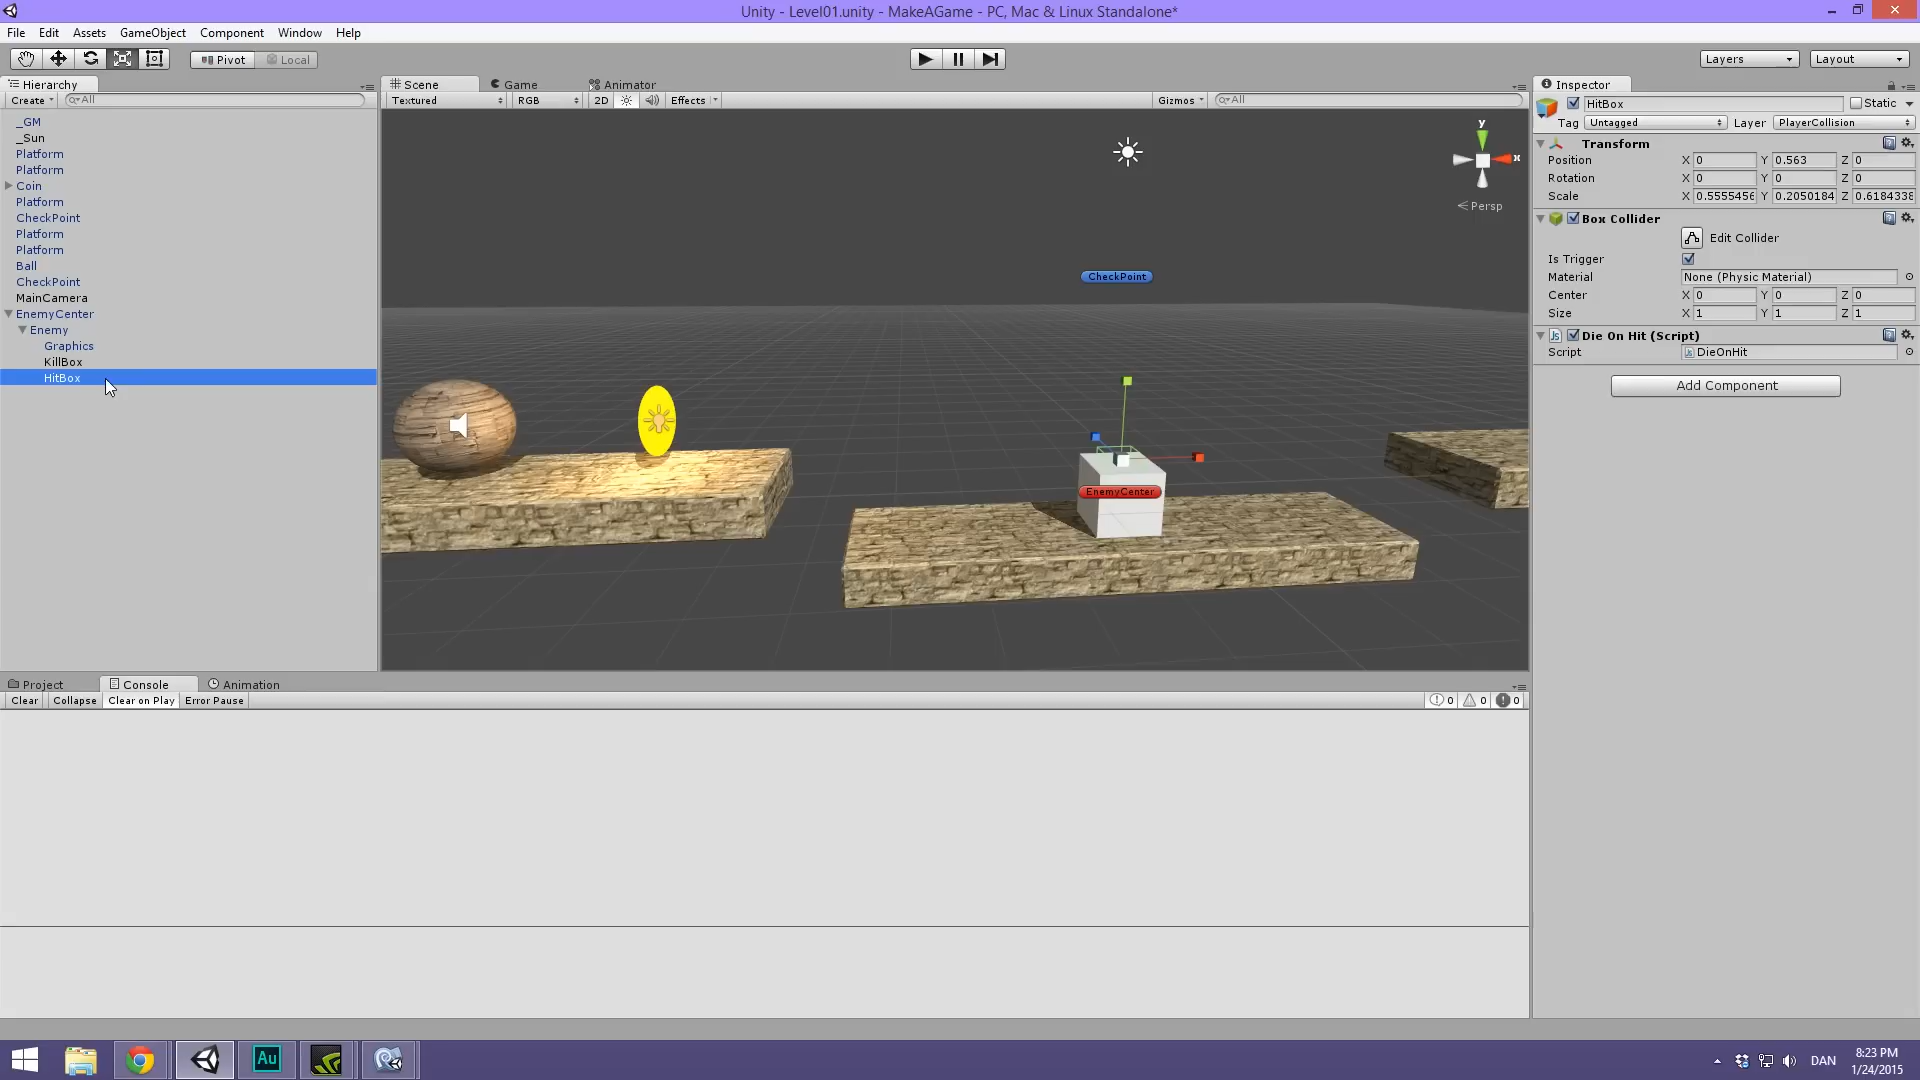 Unity - Level01.unity - MakeAGame - PC, Mac & Linux Standalone*
File Edit Assets GameObject Component Window Help
Pivot Local Layers Layout
Hierarchy
Create All
_GM
_Sun
Platform
Platform
Coin
Platform
CheckPoint
Platform
Platform
Ball
CheckPoint
MainCamera
EnemyCenter
Enemy
Graphics
KillBox
HitBox
Scene Game Animator
Textured RGB 2D Effects Gizmos All
y
x
Persp
CheckPoint
EnemyCenter
Inspector
HitBox Static
Tag Untagged Layer PlayerCollision
Transform
Position X 0 Y 0.563 Z 0
Rotation X 0 Y 0 Z 0
Scale X 0.5555456 Y 0.2050184 Z 0.6184338
Box Collider
Edit Collider
Is Trigger
Material None (Physic Material)
Center X 0 Y 0 Z 0
Size X 1 Y 1 Z 1
Die On Hit (Script)
Script DieOnHit
Add Component
Project Console Animation
Clear Collapse Clear on Play Error Pause 0 0 0
Au
DAN
8:23 PM
1/24/2015